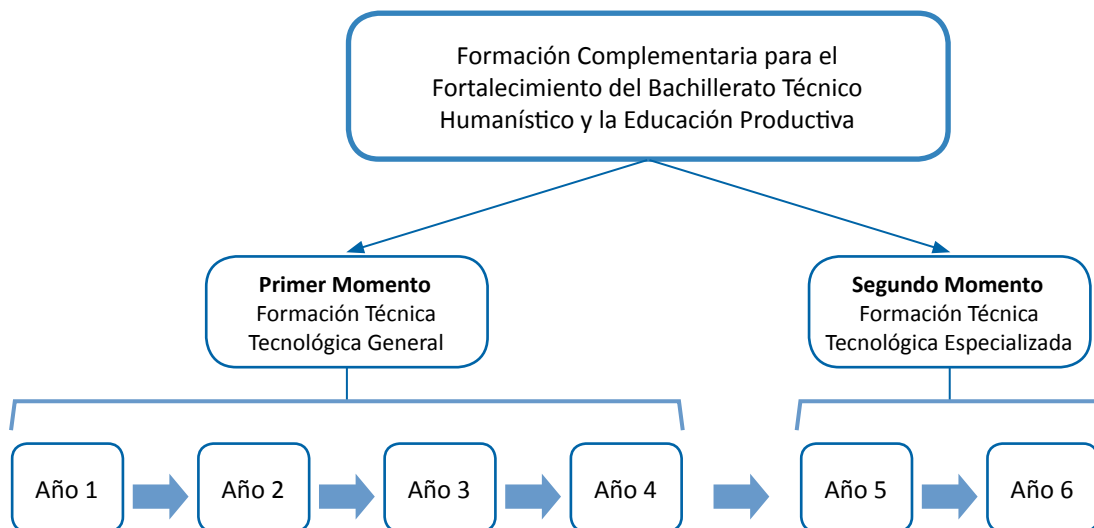 Formación Complementaria para el
Fortalecimiento del Bachillerato Técnico
Humanístico y la Educación Productiva
Primer Momento
Formación Técnica
Tecnológica General
Segundo Momento
Formación Técnica
Tecnológica Especializada
Año 1
Año 2
Año 3
Año 4
Año 5
Año 6